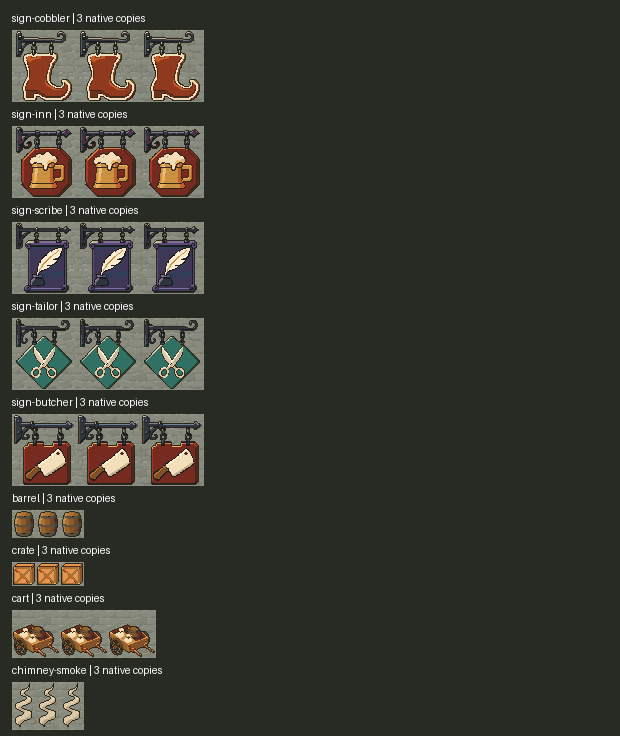 sign-cobbler | 3 native copies
sign-inn | 3 native copies
sign-scribe | 3 native copies
sign-tailor | 3 native copies
sign-butcher | 3 native copies
barrel | 3 native copies
crate | 3 native copies
cart | 3 native copies
chimney-smoke | 3 native copies